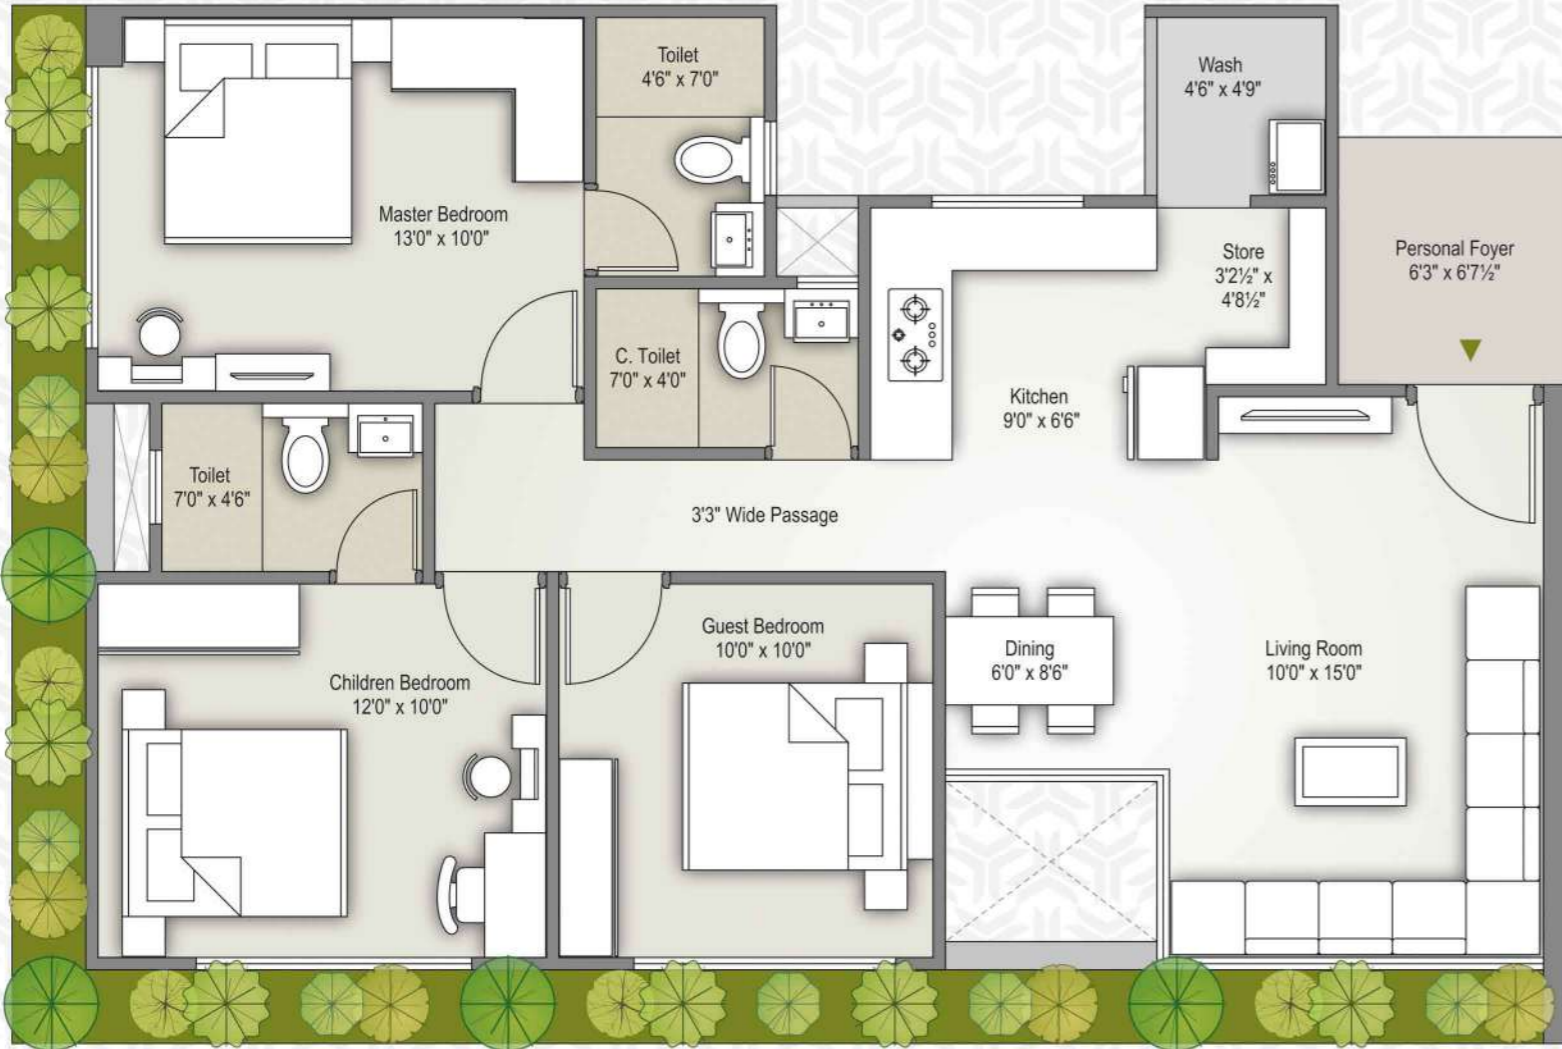 Toilet
4'6" x 7'0"
Wash
4'6" x 4'9"
Master Bedroom
13'0" x 10'0"
Store
3'2½" x
4'8½"
Personal Foyer
6'3" x 6'7½"
C. Toilet
7'0" x 4'0"
Kitchen
9'0" x 6'6"
Toilet
7'0" x 4'6"
3'3" Wide Passage
Guest Bedroom
10'0" x 10'0"
Dining
6'0" x 8'6"
Living Room
10'0" x 15'0"
Children Bedroom
12'0" x 10'0"